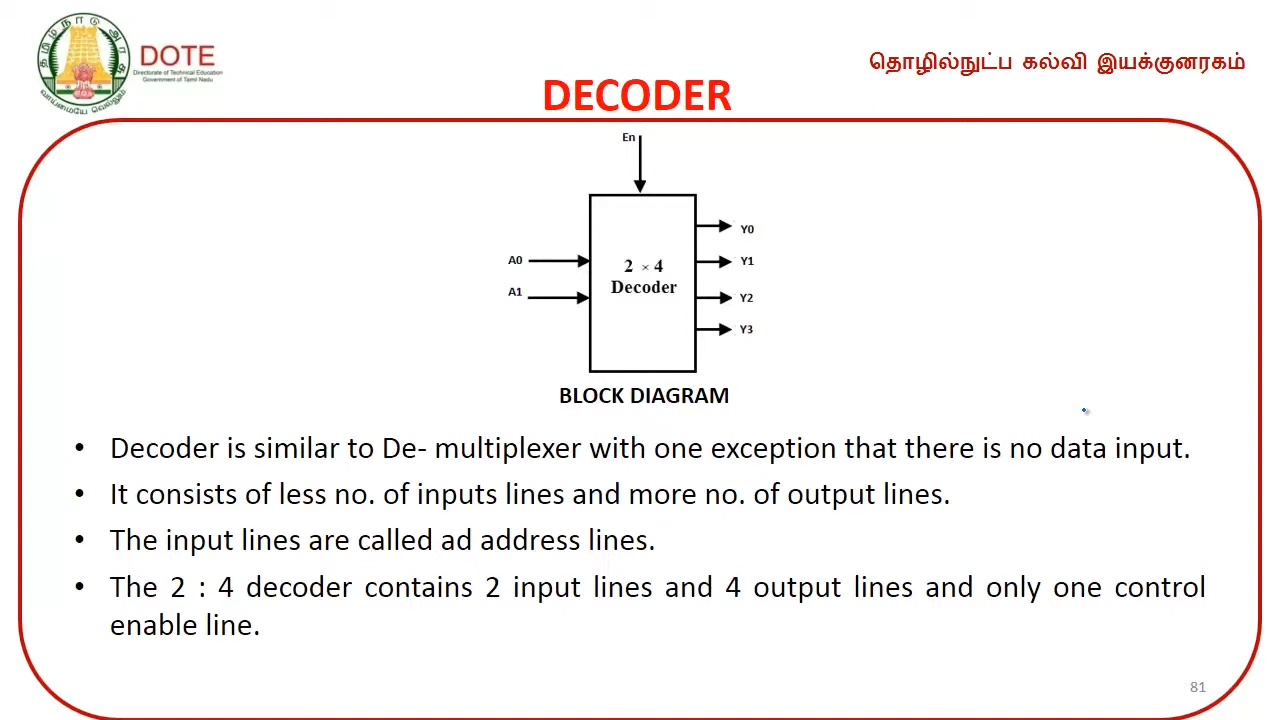 தமிழ்நாடு அரசு
வாய்மையே வெல்லும்
DOTE
Directorate of Technical Education
Government of Tamil Nadu
தொழில்நுட்ப கல்வி இயக்குனரகம்
DECODER
En
A0
A1
2 × 4
Decoder
Y0
Y1
Y2
Y3
BLOCK DIAGRAM
• Decoder is similar to De- multiplexer with one exception that there is no data input.
• It consists of less no. of inputs lines and more no. of output lines.
• The input lines are called ad address lines.
• The 2 : 4 decoder contains 2 input lines and 4 output lines and only one control
enable line.
81